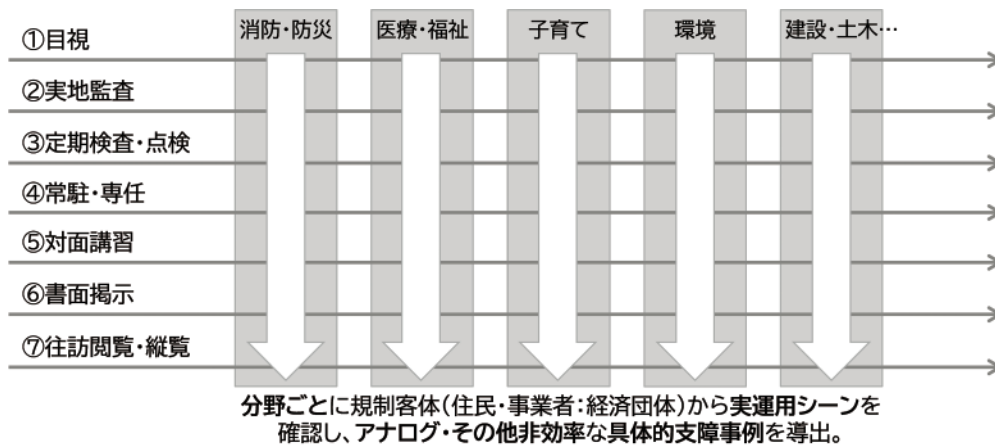 消防・防災 医療・福祉 子育て 環境 建設・土木…
①目視
②実地監査
③定期検査・点検
④常駐・専任
⑤対面講習
⑥書面掲示
⑦往訪閲覧・縦覧
分野ごとに規制客体(住民・事業者:経済団体)から実運用シーンを
確認し、アナログ・その他非効率な具体的支障事例を導出。